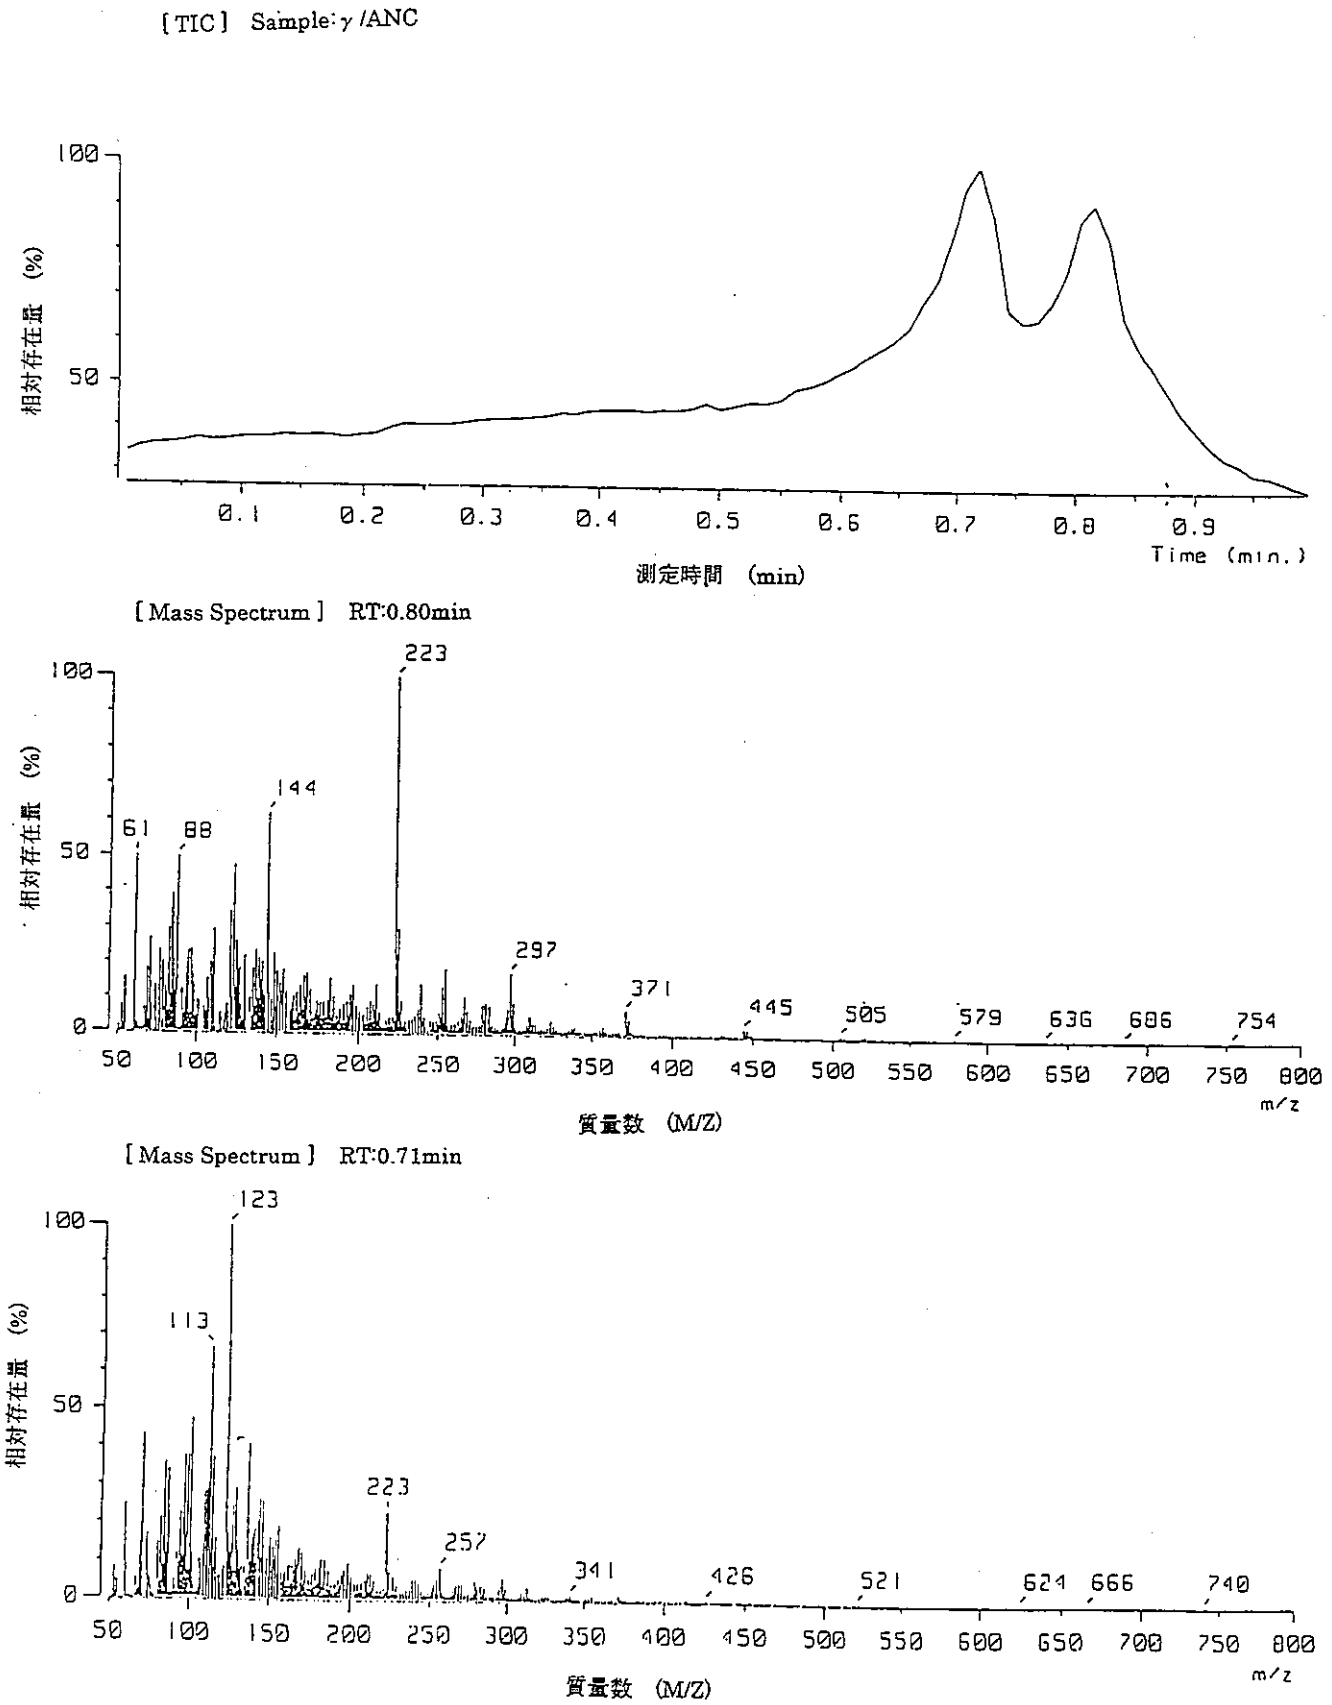 [ TIC ] Sample:γ /ANC
100
50
相対存在量 (%)
0.1 0.2 0.3 0.4 0.5 0.6 0.7 0.8 0.9
Time (min.)
測定時間 (min)
[ Mass Spectrum ] RT:0.80min
223
100
144
61 88
50
相対存在量 (%)
297
371
445 505 579 636 686 754
0
50 100 150 200 250 300 350 400 450 500 550 600 650 700 750 800
m/z
質量数 (M/Z)
[ Mass Spectrum ] RT:0.71min
123
100
113
50
相対存在量 (%)
223
257
341 426 521 624 666 740
0
50 100 150 200 250 300 350 400 450 500 550 600 650 700 750 800
m/z
質量数 (M/Z)